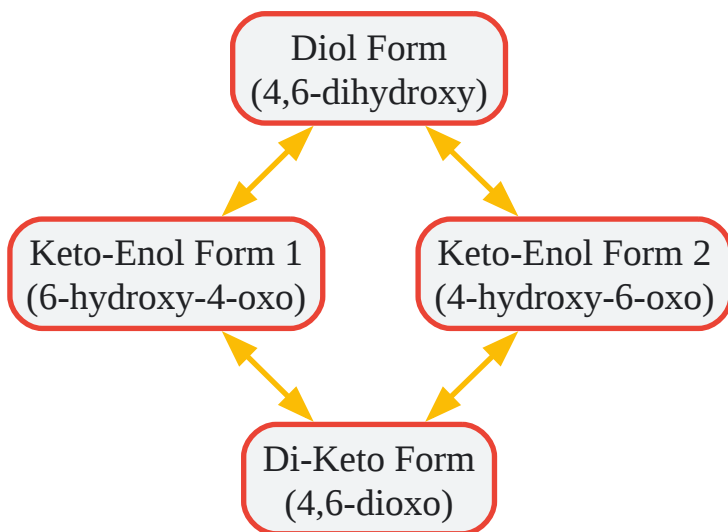 Diol Form
(4,6-dihydroxy)
Keto-Enol Form 1
(6-hydroxy-4-oxo)
Keto-Enol Form 2
(4-hydroxy-6-oxo)
Di-Keto Form
(4,6-dioxo)